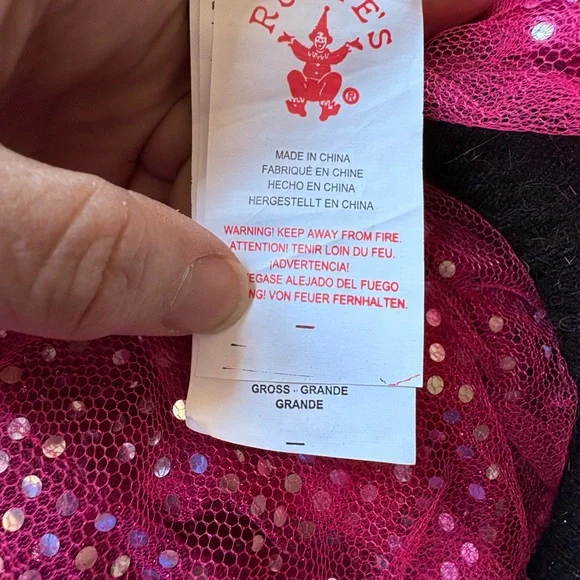 ®
MADE IN CHINA
FABRIQUÉ EN CHINE
HECHO EN CHINA
HERGESTELLT EN CHINA
WARNING! KEEP AWAY FROM FIRE.
ATTENTION! TENIR LOIN DU FEU.
¡ADVERTENCIA!
ALEJADO DEL FUEGO
VON FEUER FERNHALTEN.
GROSS - GRANDE
GRANDE